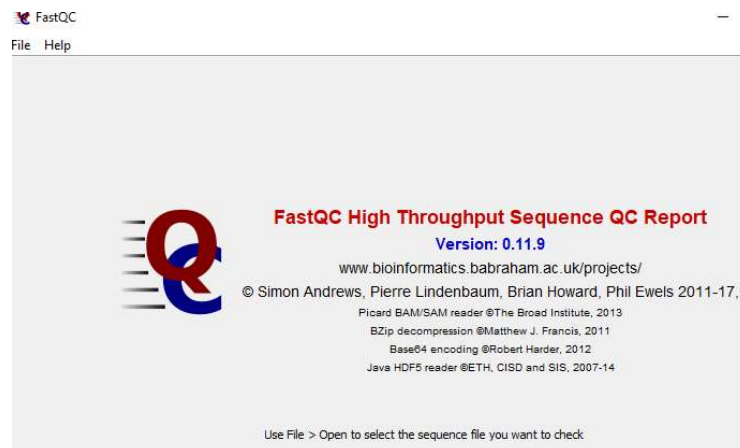 FastQC
File Help
QC
FastQC High Throughput Sequence QC Report
Version: 0.11.9
www.bioinformatics.babraham.ac.uk/projects/
© Simon Andrews, Pierre Lindenbaum, Brian Howard, Phil Ewels 2011-17,
Picard BAM/SAM reader ©The Broad Institute, 2013
BZip decompression ©Matthew J. Francis, 2011
Base64 encoding ©Robert Harder, 2012
Java HDF5 reader ©ETH, CISD and SIS, 2007-14
Use File > Open to select the sequence file you want to check